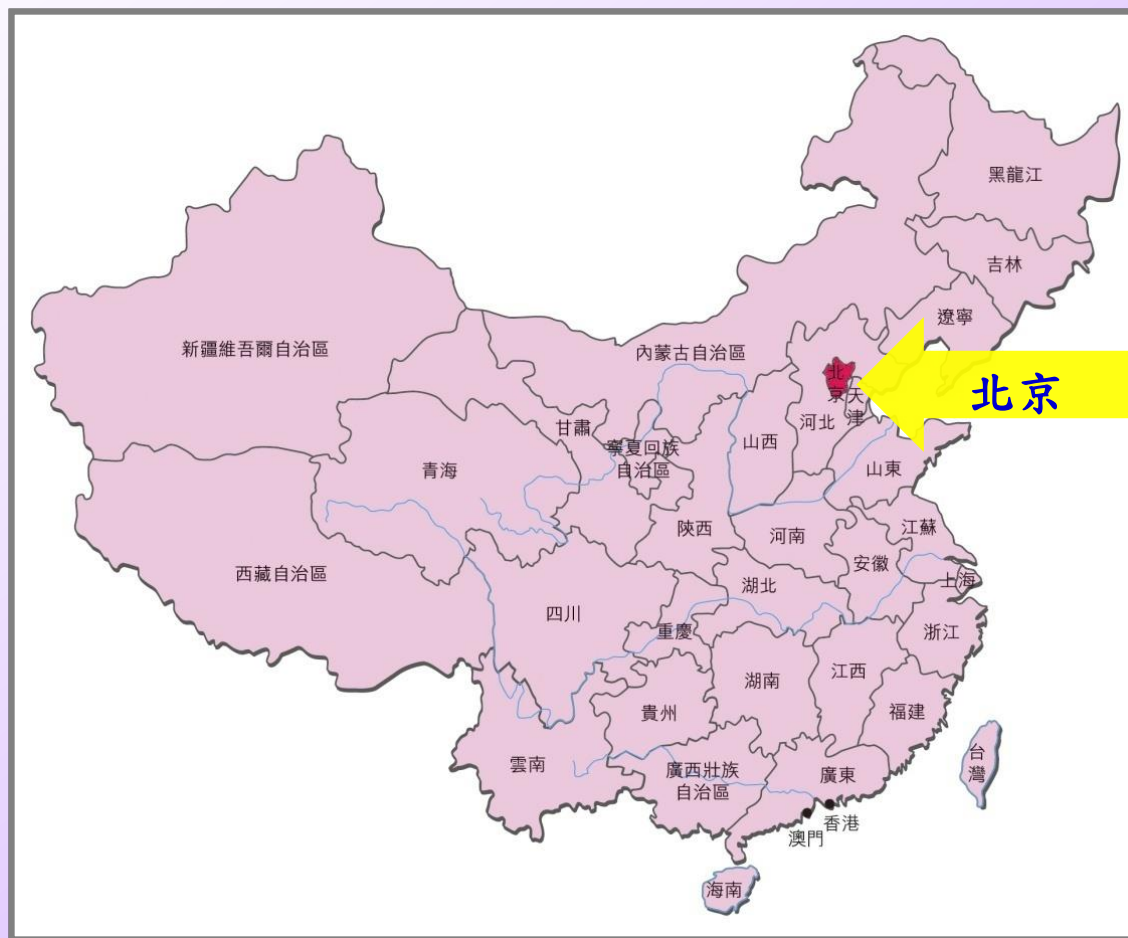 黑龍江
吉林
遼寧
新疆維吾爾自治區
內蒙古自治區
北京
北京
天津
河北
甘肅
寧夏回族
自治區
山西
青海
山東
陝西
河南
江蘇
安徽
西藏自治區
上海
湖北
四川
重慶
浙江
湖南
江西
貴州
福建
雲南
廣西壯族
自治區
廣東
台灣
香港
澳門
海南